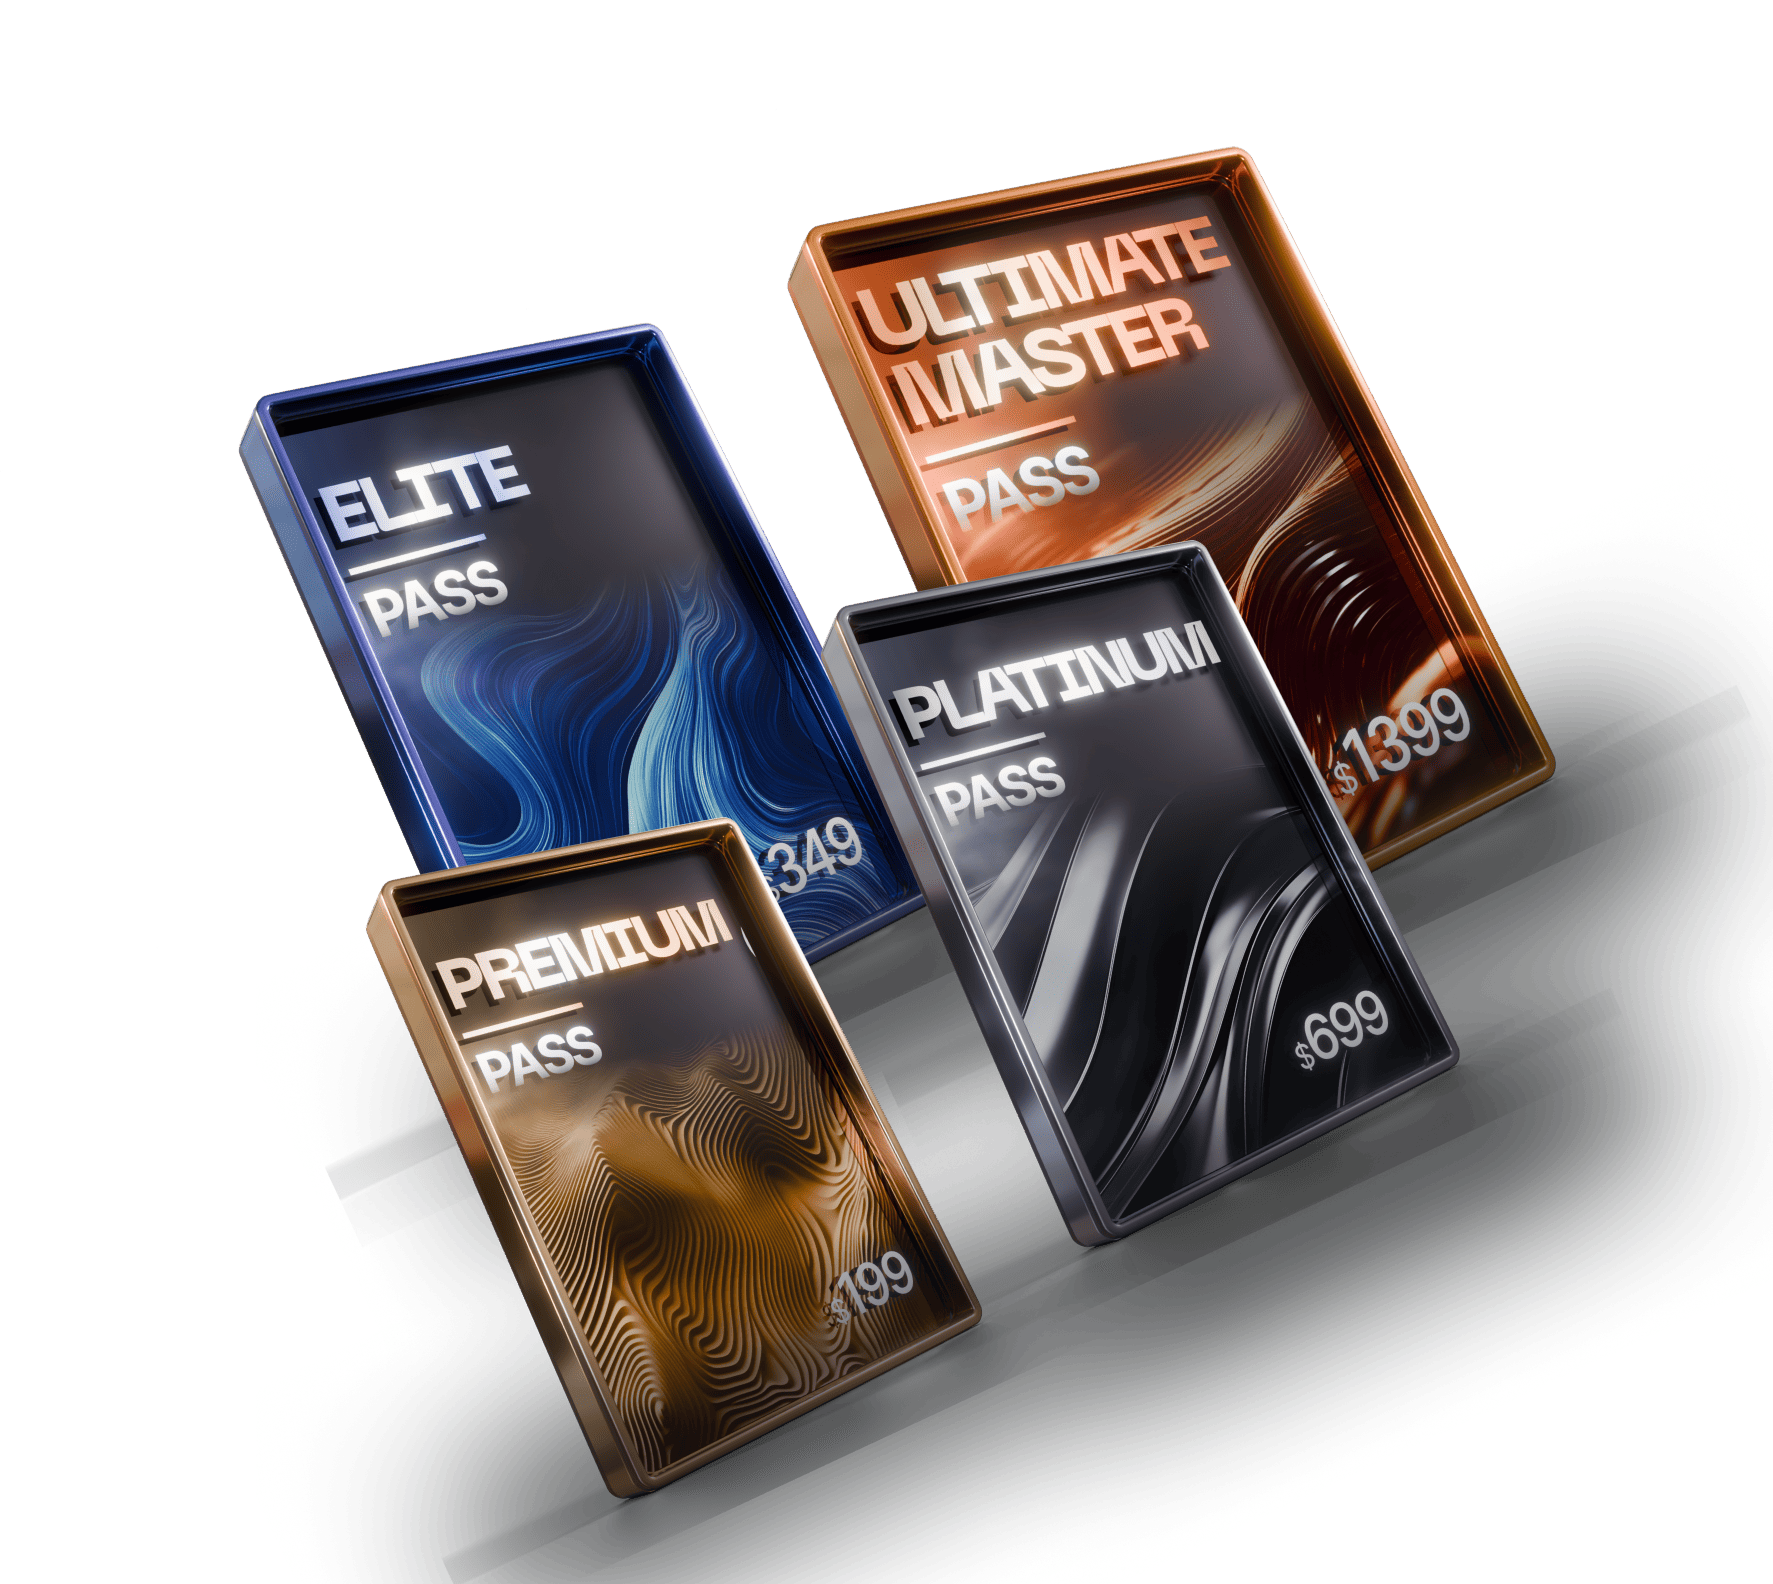 ULTIMATE
MASTER
PASS
$1399
ELITE
PASS
$349
PLATINUM
PASS
$699
PREMIUM
PASS
$199